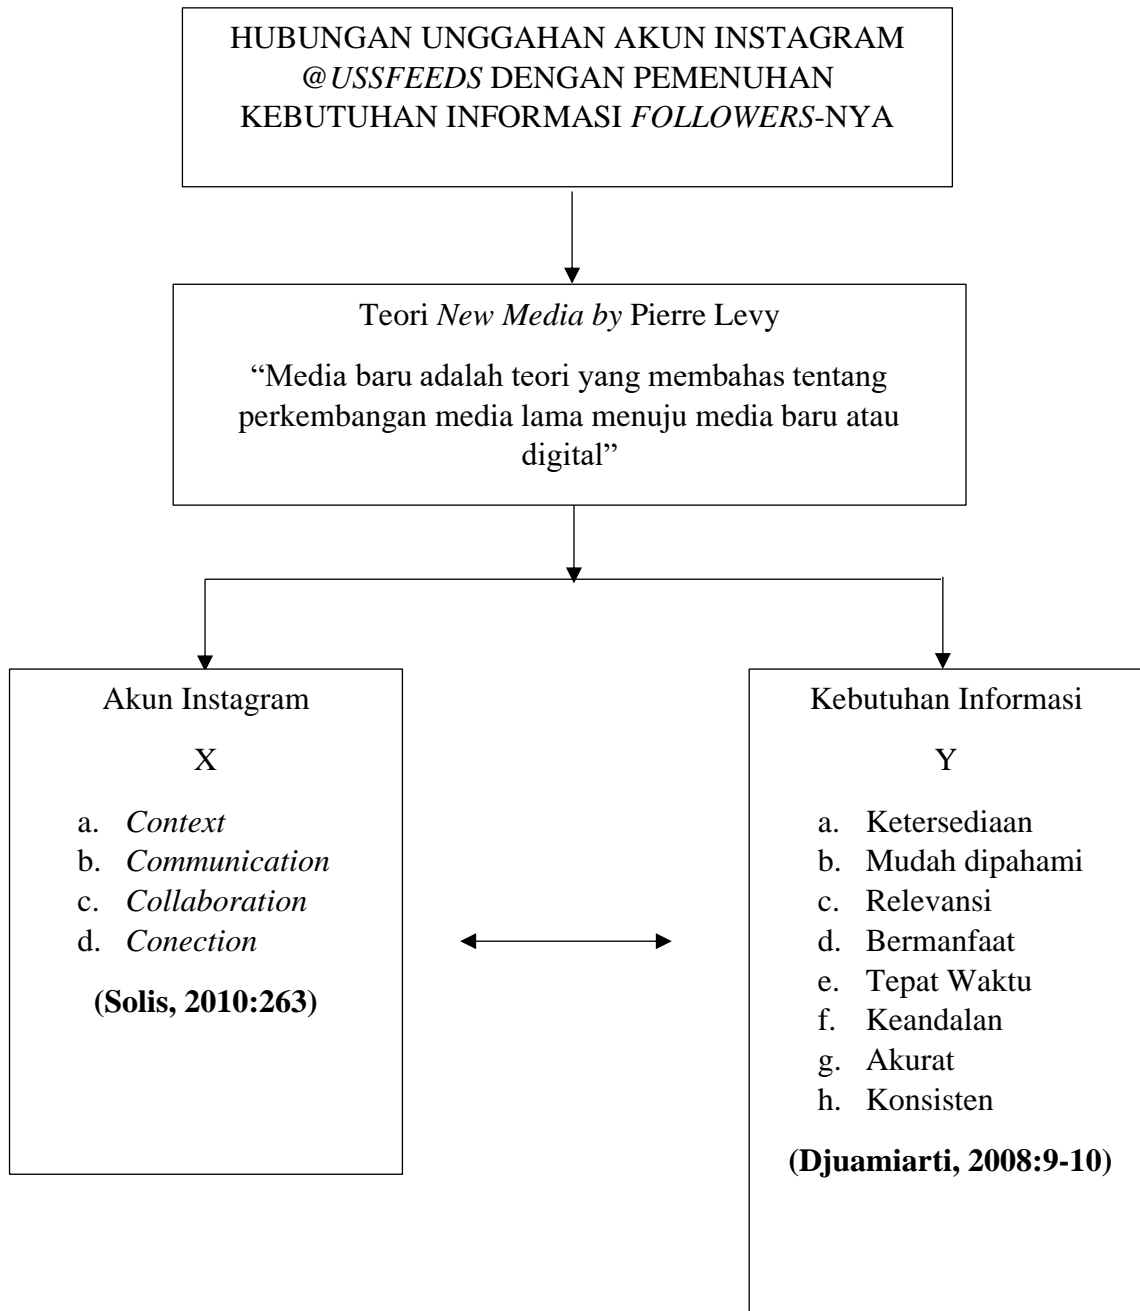 HUBUNGAN UNGGAHAN AKUN INSTAGRAM
@USSFEEDS DENGAN PEMENUHAN
KEBUTUHAN INFORMASI FOLLOWERS-NYA
Teori New Media by Pierre Levy
“Media baru adalah teori yang membahas tentang
perkembangan media lama menuju media baru atau
digital”
Akun Instagram
X
a. Context
b. Communication
c. Collaboration
d. Conection
(Solis, 2010:263)
Kebutuhan Informasi
Y
a. Ketersediaan
b. Mudah dipahami
c. Relevansi
d. Bermanfaat
e. Tepat Waktu
f. Keandalan
g. Akurat
h. Konsisten
(Djuamiarti, 2008:9-10)